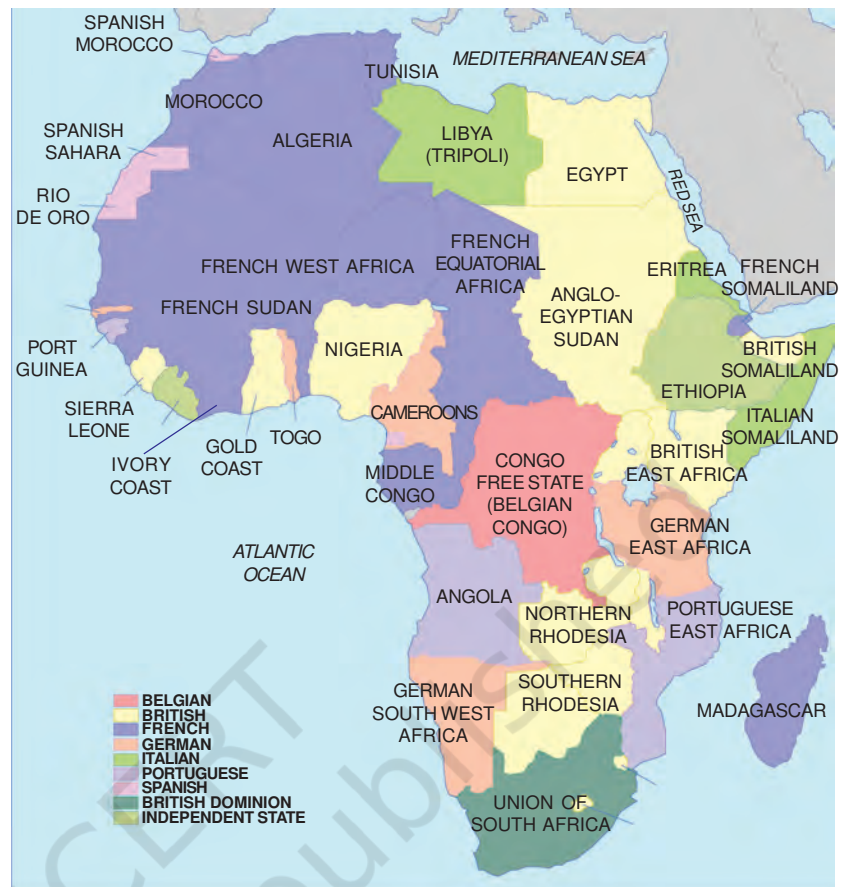 SPANISH
MOROCCO
MEDITERRANEAN SEA
TUNISIA
MOROCCO
ALGERIA
LIBYA
(TRIPOLI)
SPANISH
SAHARA
EGYPT
RIO
DE ORO
RED SEA
FRENCH
EQUATORIAL
AFRICA
FRENCH WEST AFRICA
ERITREA
FRENCH
SOMALILAND
FRENCH SUDAN
ANGLO-
EGYPTIAN
SUDAN
PORT
GUINEA
NIGERIA
BRITISH
SOMALILAND
ETHIOPIA
SIERRA
LEONE
CAMEROONS
ITALIAN
SOMALILAND
IVORY
COAST
GOLD
COAST
TOGO
MIDDLE
CONGO
CONGO
FREE STATE
(BELGIAN
CONGO)
BRITISH
EAST AFRICA
GERMAN
EAST AFRICA
ATLANTIC
OCEAN
ANGOLA
NORTHERN
RHODESIA
PORTUGUESE
EAST AFRICA
GERMAN
SOUTH WEST
AFRICA
SOUTHERN
RHODESIA
MADAGASCAR
BELGIAN
BRITISH
FRENCH
GERMAN
ITALIAN
PORTUGUESE
SPANISH
BRITISH DOMINION
INDEPENDENT STATE
UNION OF
SOUTH AFRICA
CERT
published